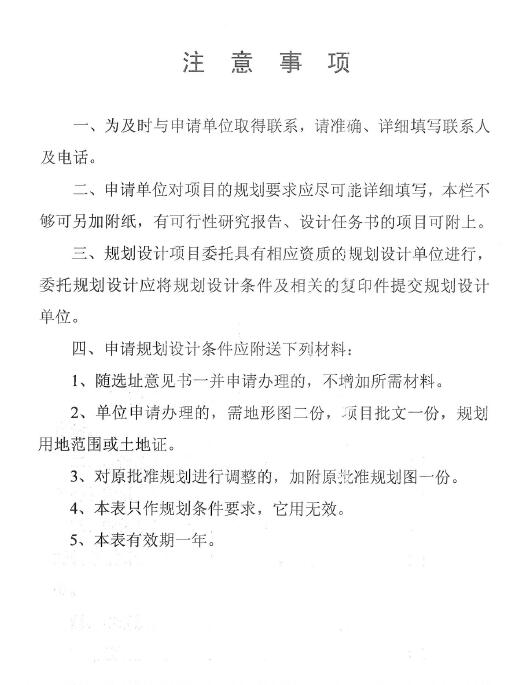 注意事项
一、为及时与申请单位取得联系，请准确、详细填写联系人
及电话。
二、申请单位对项目的规划要求应尽可能详细填写，本栏不
够可另加附纸，有可行性研究报告、设计任务书的项目可附上。
三、规划设计项目委托具有相应资质的规划设计单位进行，
委托规划设计应将规划设计条件及相关的复印件提交规划设计
单位。
四、申请规划设计条件应附送下列材料：
1、随选址意见书一并申请办理的，不增加所需材料。
2、单位申请办理的，需地形图二份，项目批文一份，规划
用地范围或土地证。
3、对原批准规划进行调整的，加附原批准规划图一份。
4、本表只作规划条件要求，它用无效。
5、本表有效期一年。